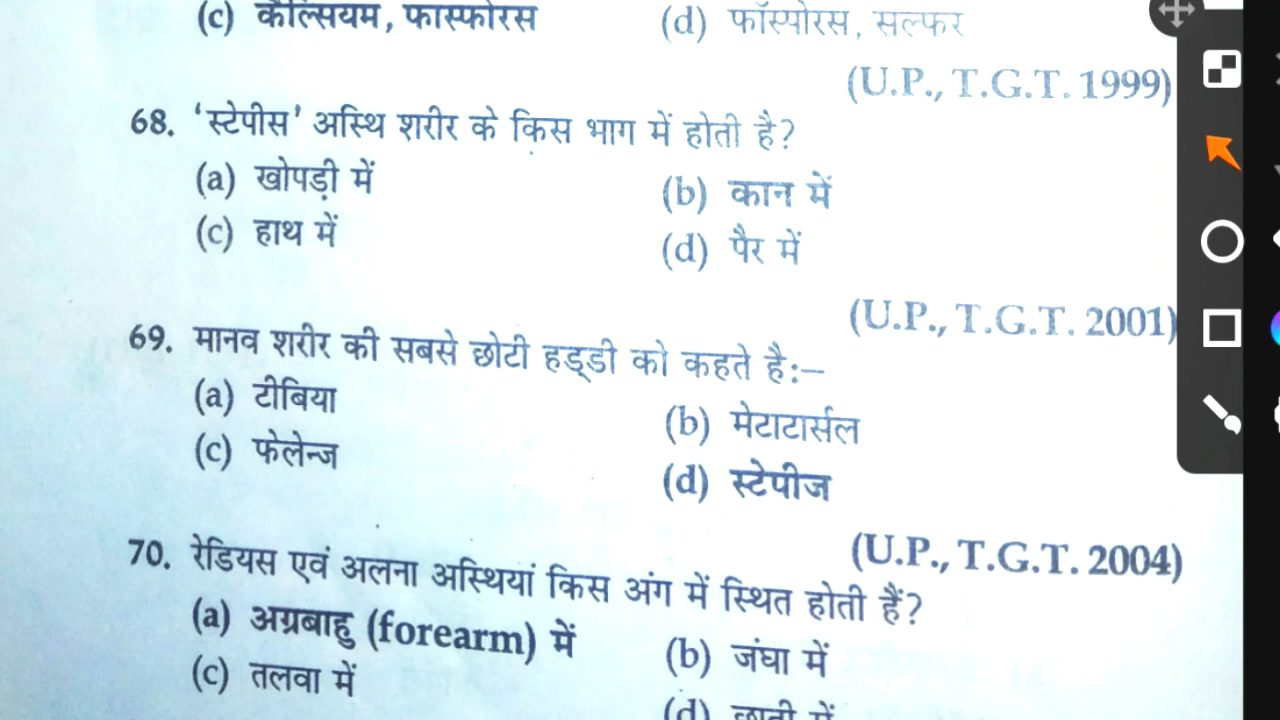 (c) कैल्सियम, फास्फोरस (d) फॉस्पोरस, सल्फर
(U.P., T.G.T. 1999)
68. 'स्टेपीस' अस्थि शरीर के किस भाग में होती है?
(a) खोपड़ी में (b) कान में
(c) हाथ में (d) पैर में
(U.P., T.G.T. 2001)
69. मानव शरीर की सबसे छोटी हड्डी को कहते है:–
(a) टीबिया (b) मेटाटार्सल
(c) फेलेन्ज (d) स्टेपीज
(U.P., T.G.T. 2004)
70. रेडियस एवं अलना अस्थियां किस अंग में स्थित होती हैं?
(a) अग्रबाहु (forearm) में (b) जंघा में
(c) तलवा में (d) छाती में